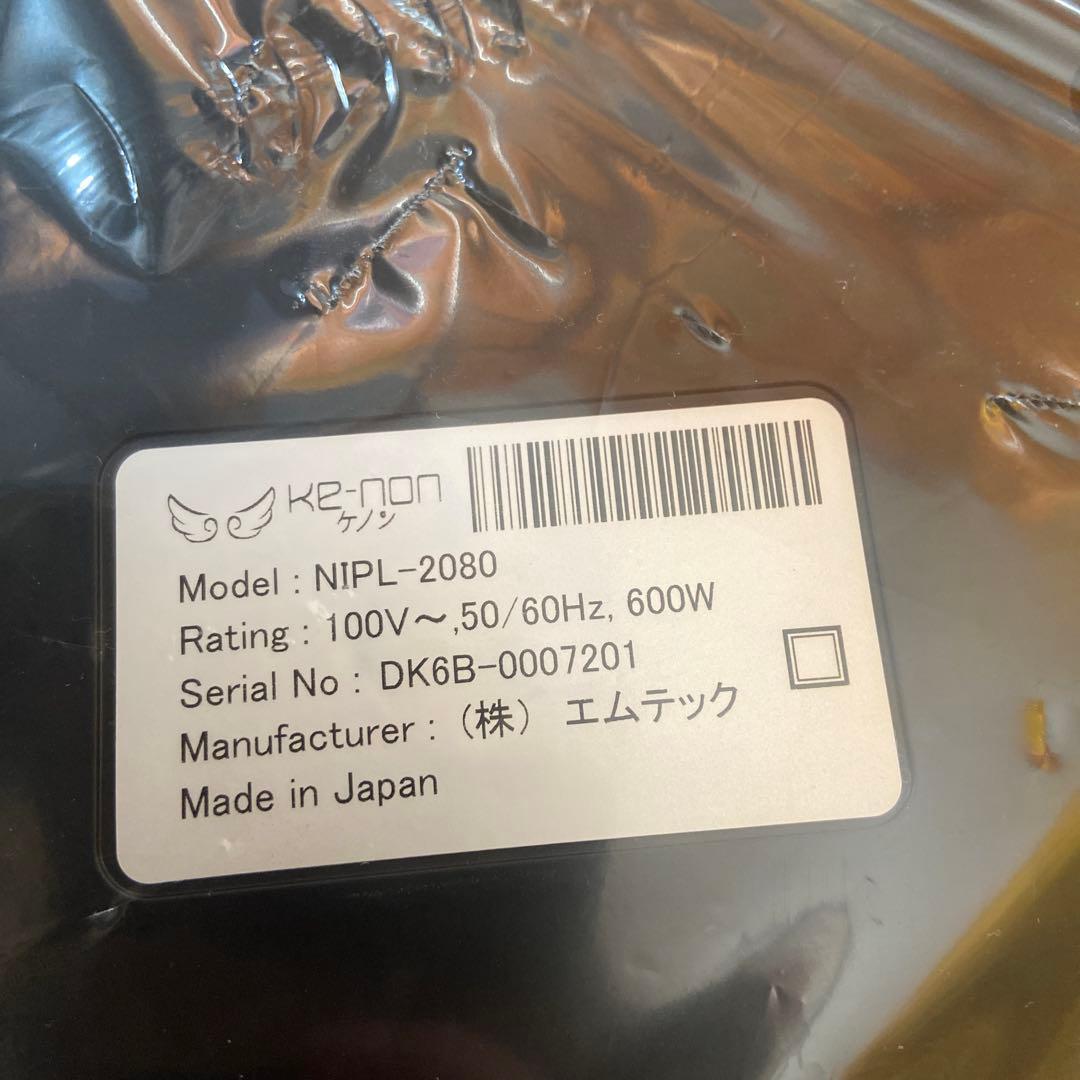 Ke-non
ケノン
Model : NIPL-2080
Rating : 100V～,50/60Hz, 600W
Serial No : DK6B-0007201
Manufacturer : （株） エムテック
Made in Japan